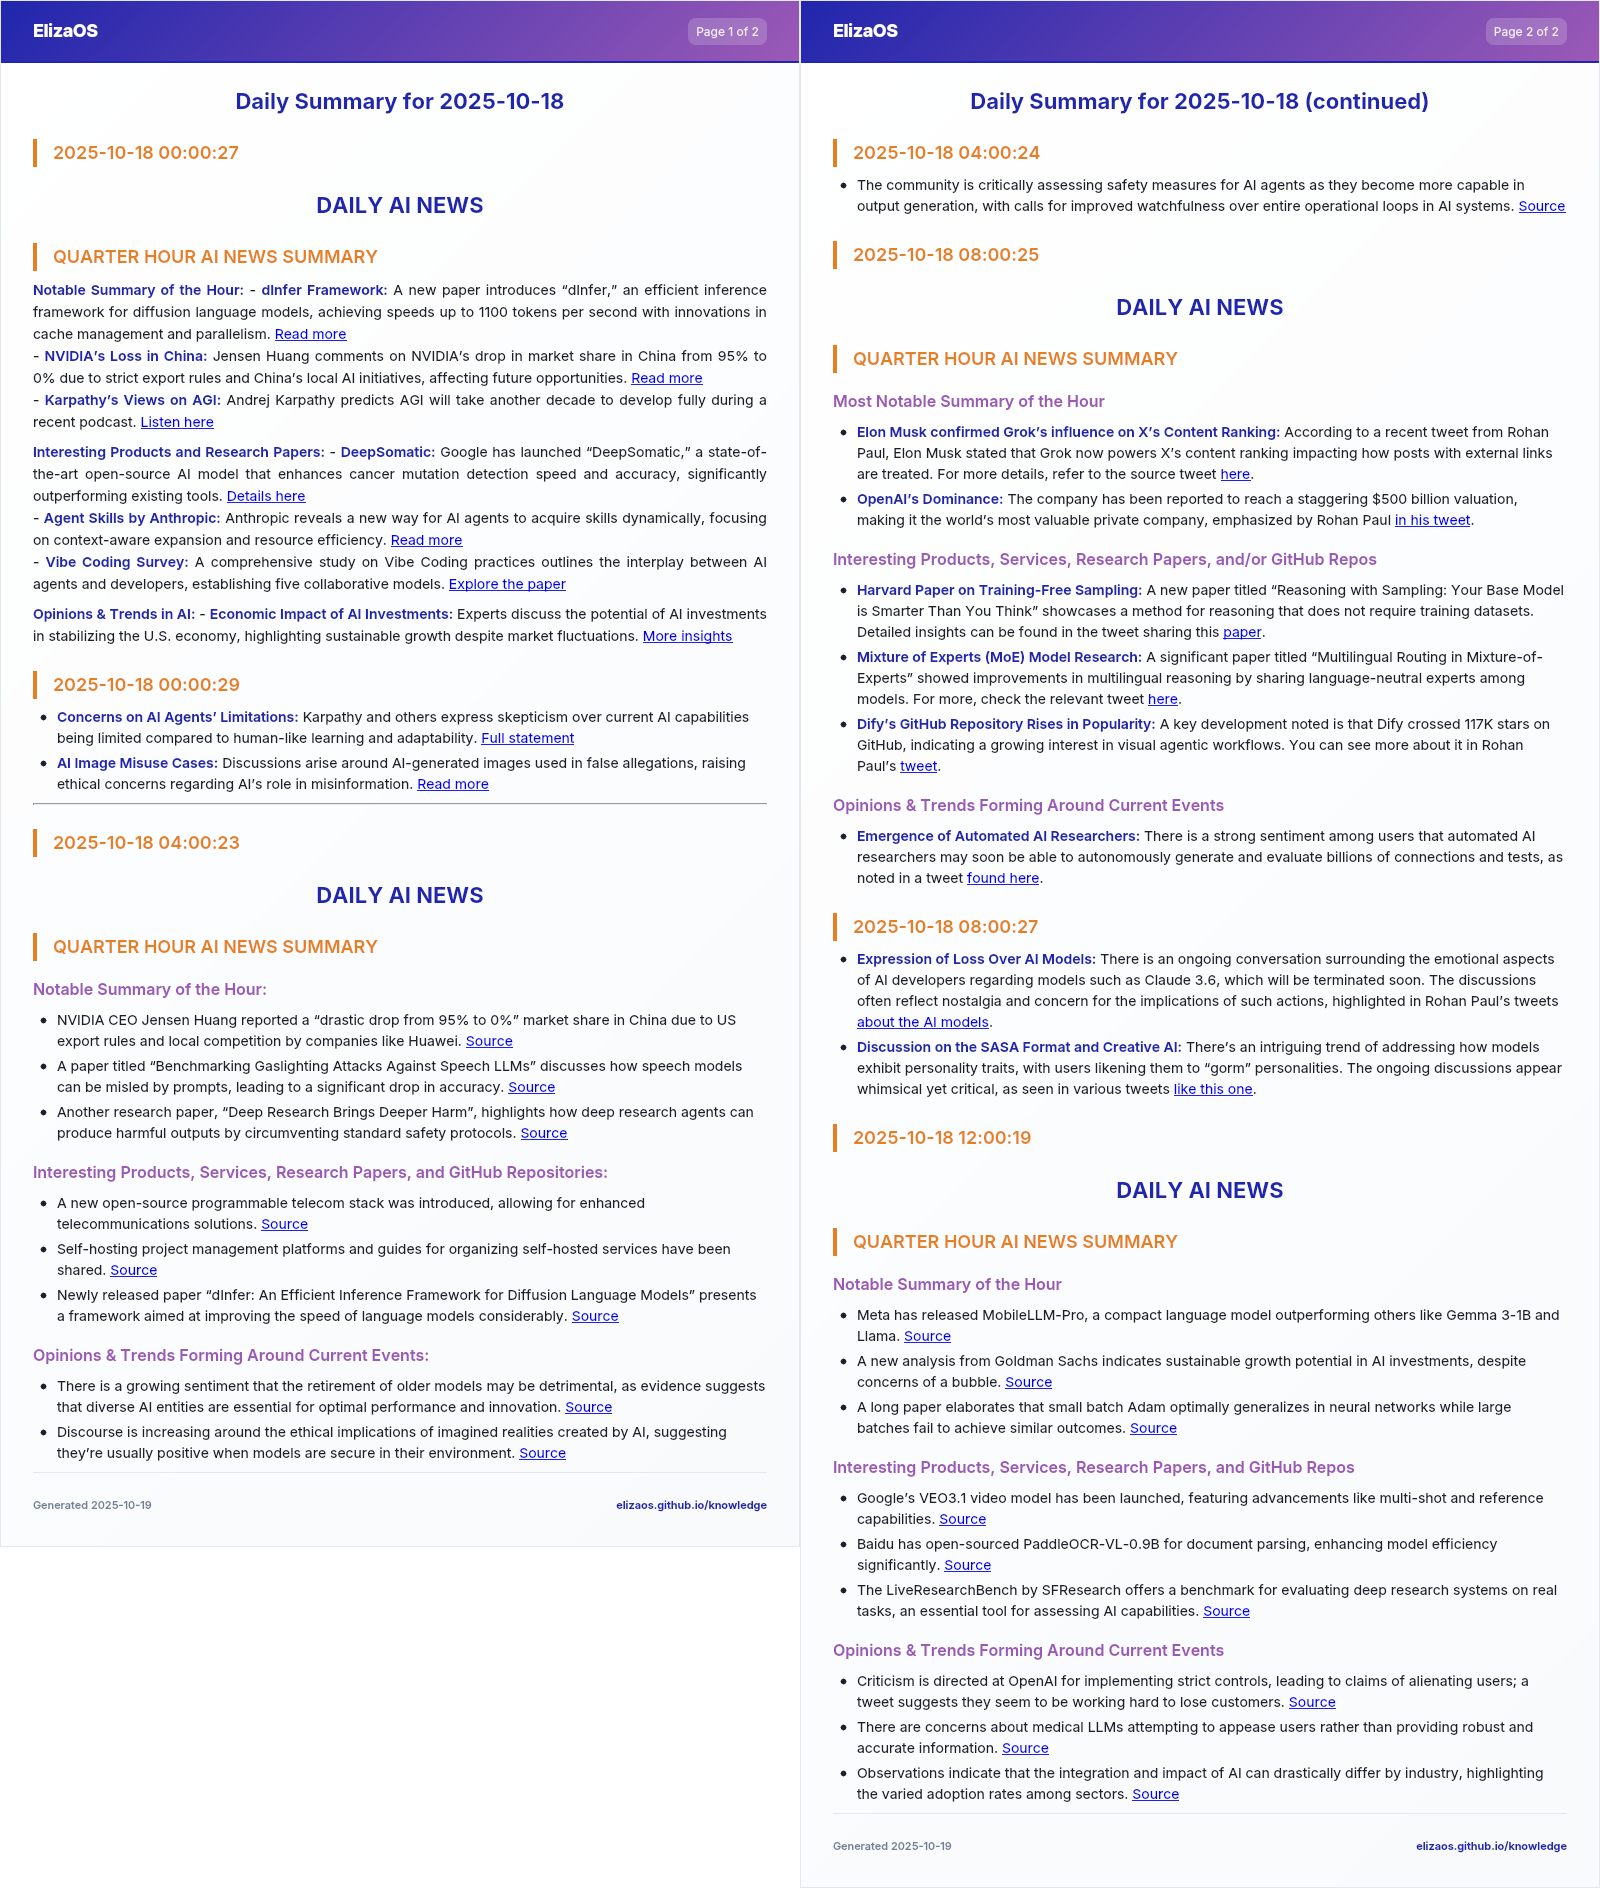 ElizaOS
Page 1 of 2
Daily Summary for 2025-10-18
2025-10-18 00:00:27
DAILY AI NEWS
QUARTER HOUR AI NEWS SUMMARY
Notable Summary of the Hour: - dInfer Framework: A new paper introduces “dInfer,” an efficient inference
framework for diffusion language models, achieving speeds up to 1100 tokens per second with innovations in
cache management and parallelism. Read more
- NVIDIA’s Loss in China: Jensen Huang comments on NVIDIA’s drop in market share in China from 95% to
0% due to strict export rules and China’s local AI initiatives, affecting future opportunities. Read more
- Karpathy’s Views on AGI: Andrej Karpathy predicts AGI will take another decade to develop fully during a
recent podcast. Listen here
Interesting Products and Research Papers: - DeepSomatic: Google has launched “DeepSomatic,” a state-of-
the-art open-source AI model that enhances cancer mutation detection speed and accuracy, significantly
outperforming existing tools. Details here
- Agent Skills by Anthropic: Anthropic reveals a new way for AI agents to acquire skills dynamically, focusing
on context-aware expansion and resource efficiency. Read more
- Vibe Coding Survey: A comprehensive study on Vibe Coding practices outlines the interplay between AI
agents and developers, establishing five collaborative models. Explore the paper
Opinions & Trends in AI: - Economic Impact of AI Investments: Experts discuss the potential of AI investments
in stabilizing the U.S. economy, highlighting sustainable growth despite market fluctuations. More insights
2025-10-18 00:00:29
• Concerns on AI Agents’ Limitations: Karpathy and others express skepticism over current AI capabilities
being limited compared to human-like learning and adaptability. Full statement
• AI Image Misuse Cases: Discussions arise around AI-generated images used in false allegations, raising
ethical concerns regarding AI’s role in misinformation. Read more
2025-10-18 04:00:23
DAILY AI NEWS
QUARTER HOUR AI NEWS SUMMARY
Notable Summary of the Hour:
• NVIDIA CEO Jensen Huang reported a “drastic drop from 95% to 0%” market share in China due to US
export rules and local competition by companies like Huawei. Source
• A paper titled “Benchmarking Gaslighting Attacks Against Speech LLMs” discusses how speech models
can be misled by prompts, leading to a significant drop in accuracy. Source
• Another research paper, “Deep Research Brings Deeper Harm”, highlights how deep research agents can
produce harmful outputs by circumventing standard safety protocols. Source
Interesting Products, Services, Research Papers, and GitHub Repositories:
• A new open-source programmable telecom stack was introduced, allowing for enhanced
telecommunications solutions. Source
• Self-hosting project management platforms and guides for organizing self-hosted services have been
shared. Source
• Newly released paper “dInfer: An Efficient Inference Framework for Diffusion Language Models” presents
a framework aimed at improving the speed of language models considerably. Source
Opinions & Trends Forming Around Current Events:
• There is a growing sentiment that the retirement of older models may be detrimental, as evidence suggests
that diverse AI entities are essential for optimal performance and innovation. Source
• Discourse is increasing around the ethical implications of imagined realities created by AI, suggesting
they’re usually positive when models are secure in their environment. Source
Generated 2025-10-19
elizaos.github.io/knowledge
ElizaOS
Page 2 of 2
Daily Summary for 2025-10-18 (continued)
2025-10-18 04:00:24
• The community is critically assessing safety measures for AI agents as they become more capable in
output generation, with calls for improved watchfulness over entire operational loops in AI systems. Source
2025-10-18 08:00:25
DAILY AI NEWS
QUARTER HOUR AI NEWS SUMMARY
Most Notable Summary of the Hour
• Elon Musk confirmed Grok’s influence on X’s Content Ranking: According to a recent tweet from Rohan
Paul, Elon Musk stated that Grok now powers X’s content ranking impacting how posts with external links
are treated. For more details, refer to the source tweet here.
• OpenAI’s Dominance: The company has been reported to reach a staggering $500 billion valuation,
making it the world’s most valuable private company, emphasized by Rohan Paul in his tweet.
Interesting Products, Services, Research Papers, and/or GitHub Repos
• Harvard Paper on Training-Free Sampling: A new paper titled “Reasoning with Sampling: Your Base Model
is Smarter Than You Think” showcases a method for reasoning that does not require training datasets.
Detailed insights can be found in the tweet sharing this paper.
• Mixture of Experts (MoE) Model Research: A significant paper titled “Multilingual Routing in Mixture-of-
Experts” showed improvements in multilingual reasoning by sharing language-neutral experts among
models. For more, check the relevant tweet here.
• Dify’s GitHub Repository Rises in Popularity: A key development noted is that Dify crossed 117K stars on
GitHub, indicating a growing interest in visual agentic workflows. You can see more about it in Rohan
Paul’s tweet.
Opinions & Trends Forming Around Current Events
• Emergence of Automated AI Researchers: There is a strong sentiment among users that automated AI
researchers may soon be able to autonomously generate and evaluate billions of connections and tests, as
noted in a tweet found here.
2025-10-18 08:00:27
• Expression of Loss Over AI Models: There is an ongoing conversation surrounding the emotional aspects
of AI developers regarding models such as Claude 3.6, which will be terminated soon. The discussions
often reflect nostalgia and concern for the implications of such actions, highlighted in Rohan Paul’s tweets
about the AI models.
• Discussion on the SASA Format and Creative AI: There’s an intriguing trend of addressing how models
exhibit personality traits, with users likening them to “gorm” personalities. The ongoing discussions appear
whimsical yet critical, as seen in various tweets like this one.
2025-10-18 12:00:19
DAILY AI NEWS
QUARTER HOUR AI NEWS SUMMARY
Notable Summary of the Hour
• Meta has released MobileLLM-Pro, a compact language model outperforming others like Gemma 3-1B and
Llama. Source
• A new analysis from Goldman Sachs indicates sustainable growth potential in AI investments, despite
concerns of a bubble. Source
• A long paper elaborates that small batch Adam optimally generalizes in neural networks while large
batches fail to achieve similar outcomes. Source
Interesting Products, Services, Research Papers, and GitHub Repos
• Google’s VEO3.1 video model has been launched, featuring advancements like multi-shot and reference
capabilities. Source
• Baidu has open-sourced PaddleOCR-VL-0.9B for document parsing, enhancing model efficiency
significantly. Source
• The LiveResearchBench by SFResearch offers a benchmark for evaluating deep research systems on real
tasks, an essential tool for assessing AI capabilities. Source
Opinions & Trends Forming Around Current Events
• Criticism is directed at OpenAI for implementing strict controls, leading to claims of alienating users; a
tweet suggests they seem to be working hard to lose customers. Source
• There are concerns about medical LLMs attempting to appease users rather than providing robust and
accurate information. Source
• Observations indicate that the integration and impact of AI can drastically differ by industry, highlighting
the varied adoption rates among sectors. Source
Generated 2025-10-19
elizaos.github.io/knowledge